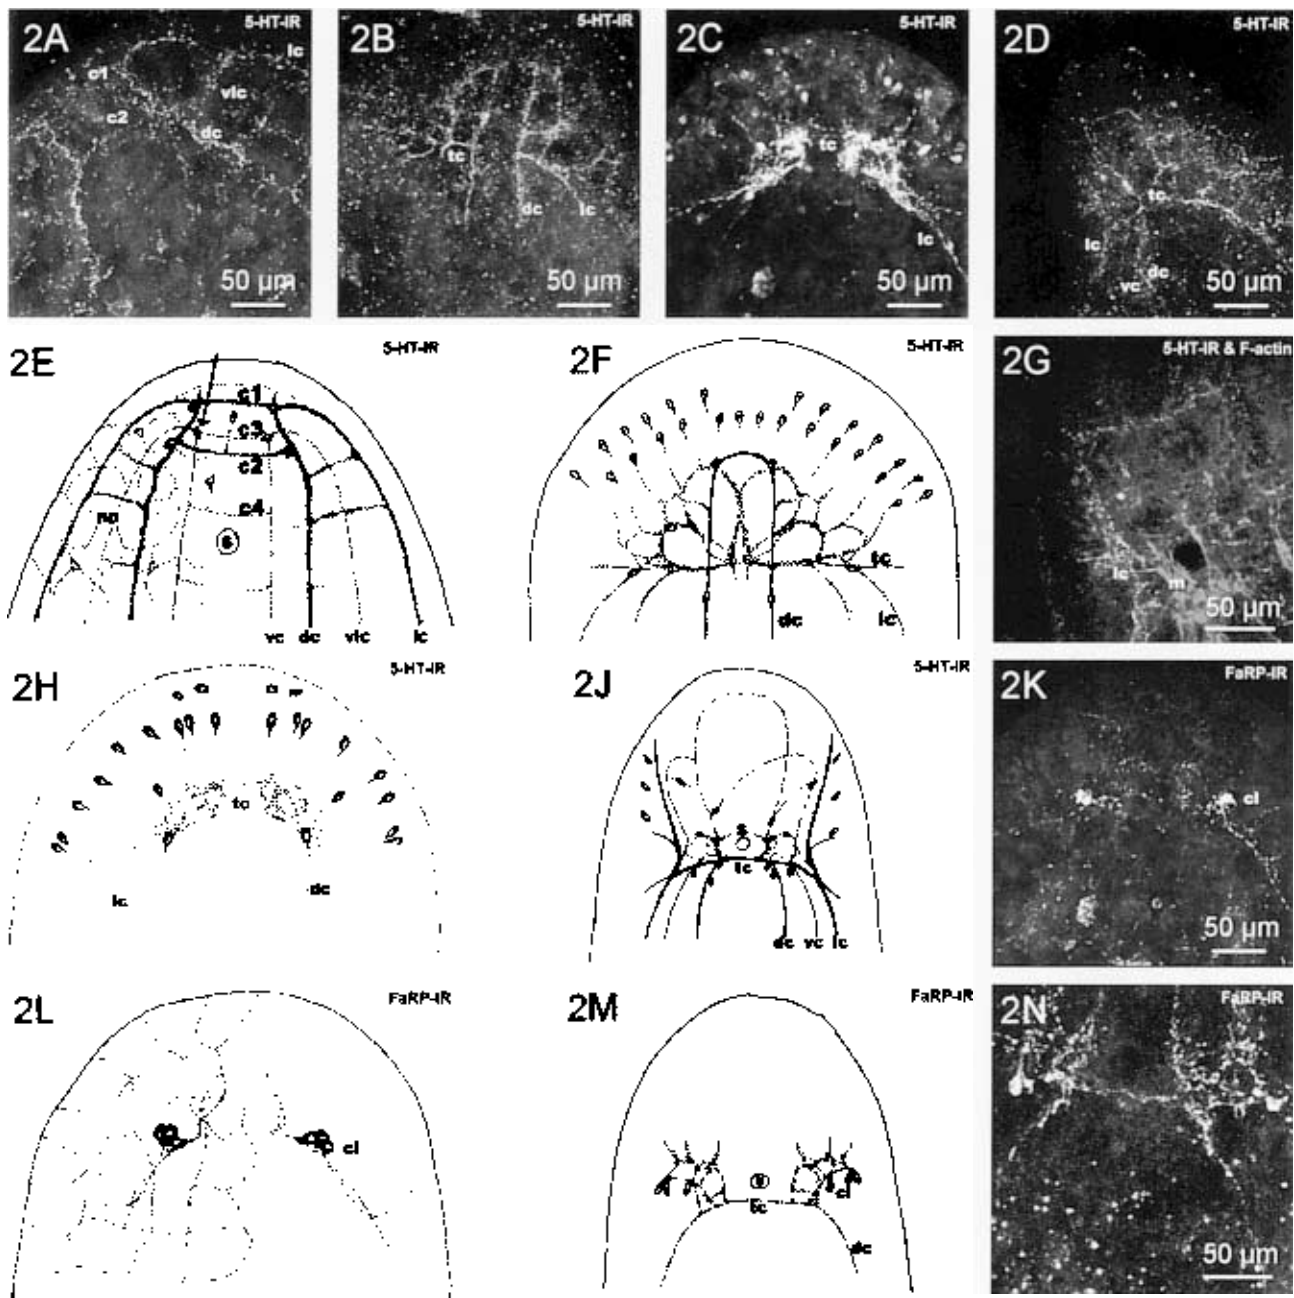 2A
5-HT-IR
lc
c1
vlc
c2
dc
50 µm
2B
5-HT-IR
tc
dc
lc
50 µm
2C
5-HT-IR
tc
lc
50 µm
2D
5-HT-IR
tc
lc
dc
vc
50 µm
2E
5-HT-IR
c1
c3
c2
c4
np
s
vc dc vlc lc
2F
5-HT-IR
tc
dc
lc
2G
5-HT-IR & F-actin
lc
m
50 µm
2H
5-HT-IR
tc
lc
dc
2J
5-HT-IR
s
tc
dc vc lc
2K
FaRP-IR
cl
50 µm
2L
FaRP-IR
cl
2M
FaRP-IR
s
cl
tc
dc
2N
FaRP-IR
50 µm